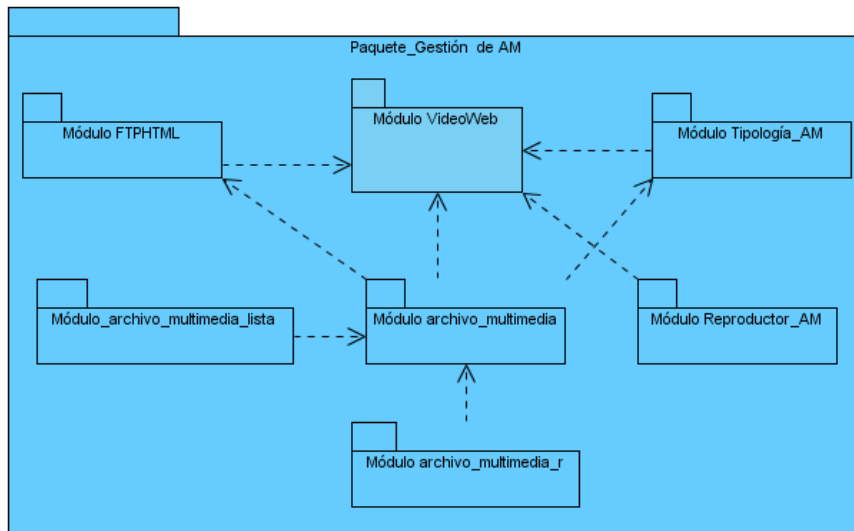 Paquete_Gestión de AM
Módulo FTPHTML
Módulo VideoWeb
Módulo Tipología_AM
Módulo_archivo_multimedia_lista
Módulo archivo_multimedia
Módulo Reproductor_AM
Módulo archivo_multimedia_r